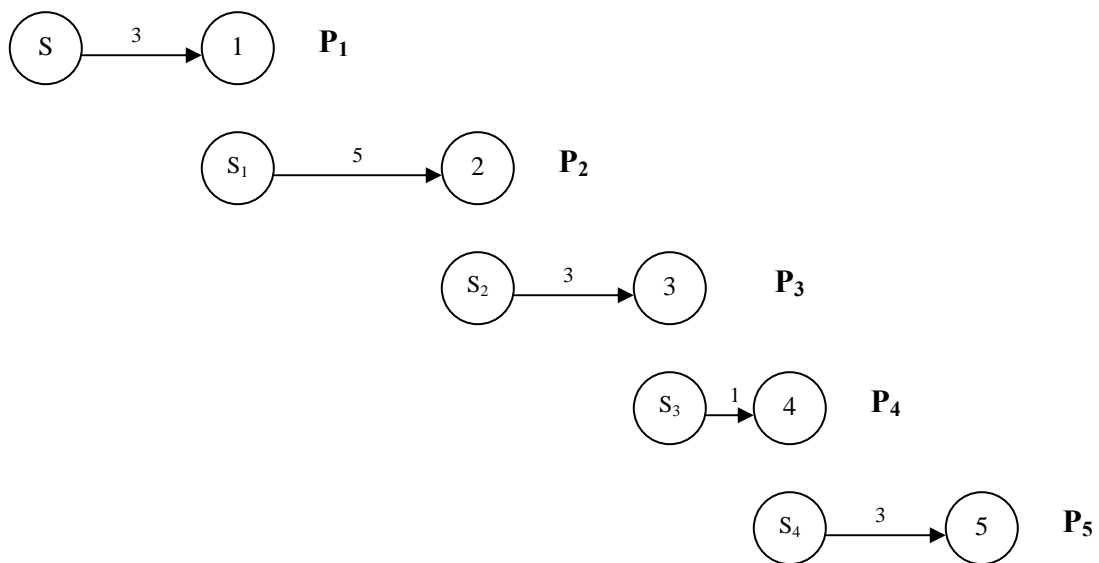 S 3 1 P₁
S₁ 5 2 P₂
S₂ 3 3 P₃
S₃ 1 4 P₄
S₄ 3 5 P₅